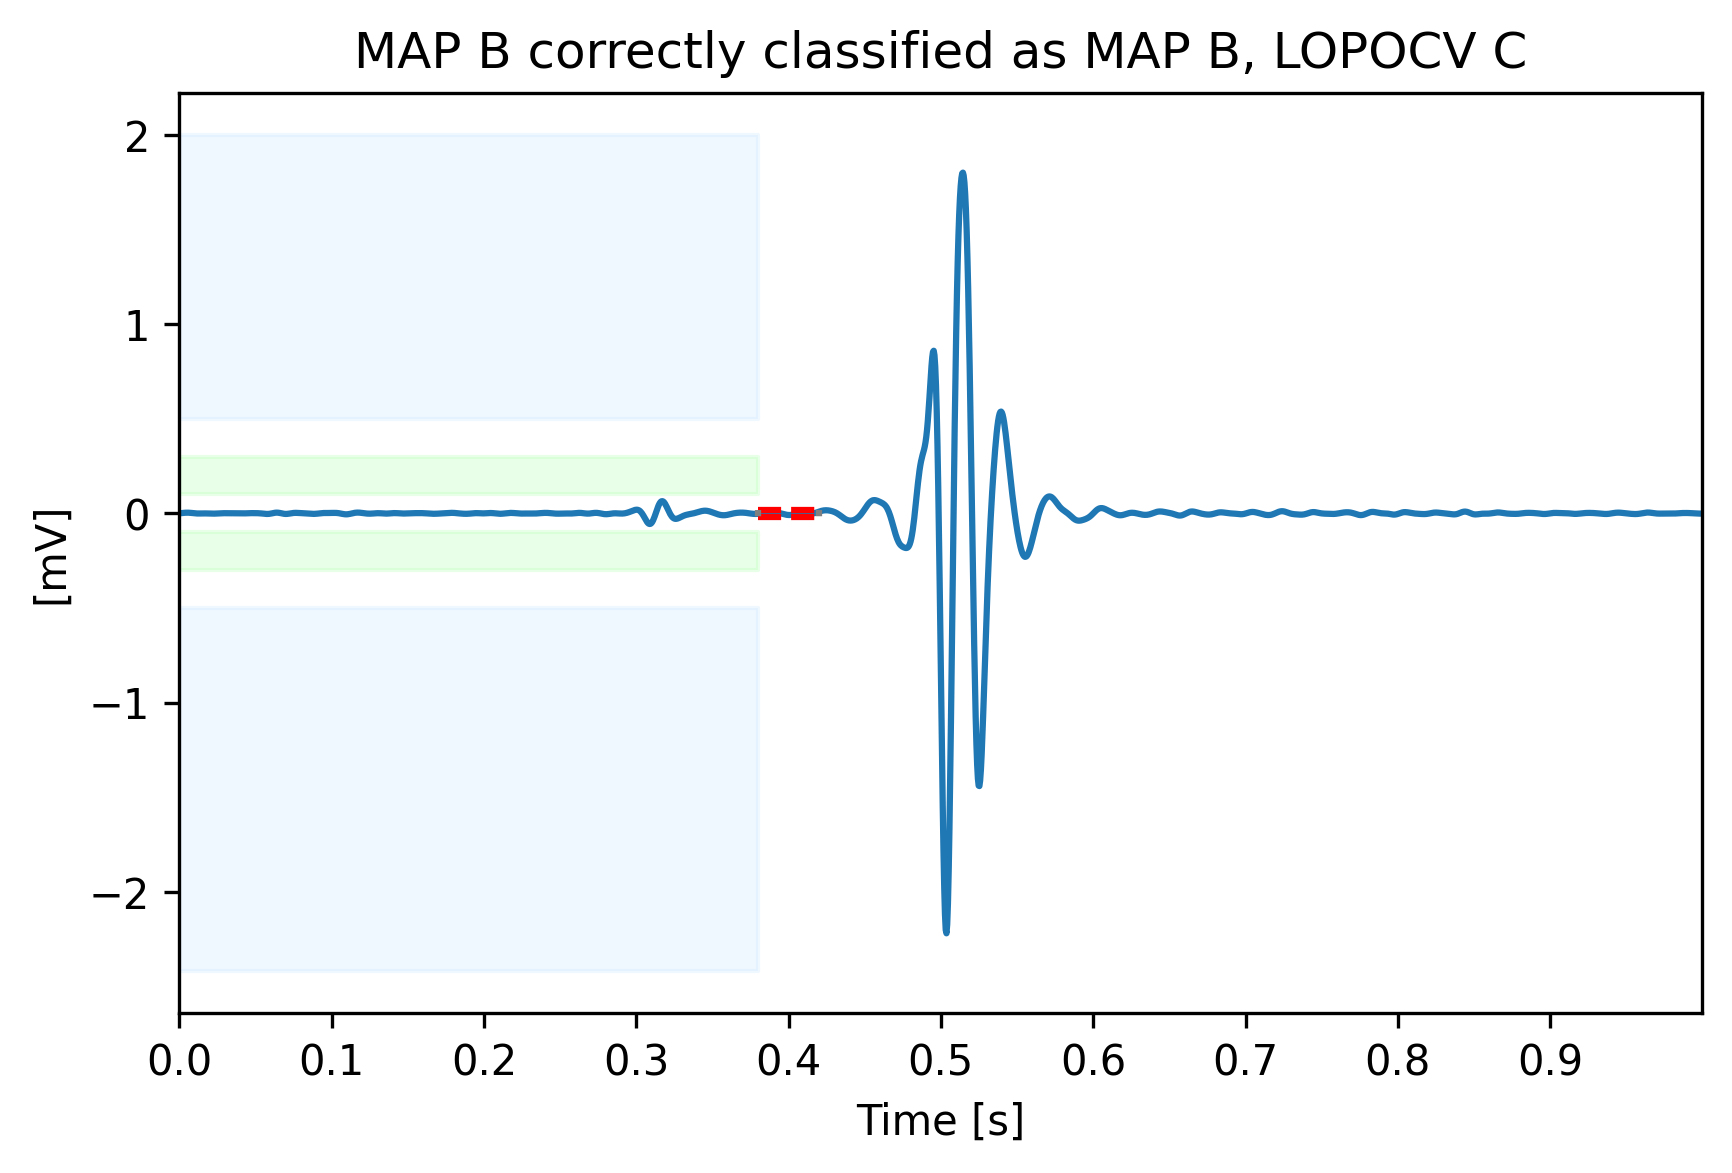 MAP B correctly classified as MAP B, LOPOCV C
2
1
0
−1
−2
[mV]
0.0 0.1 0.2 0.3 0.4 0.5 0.6 0.7 0.8 0.9
Time [s]